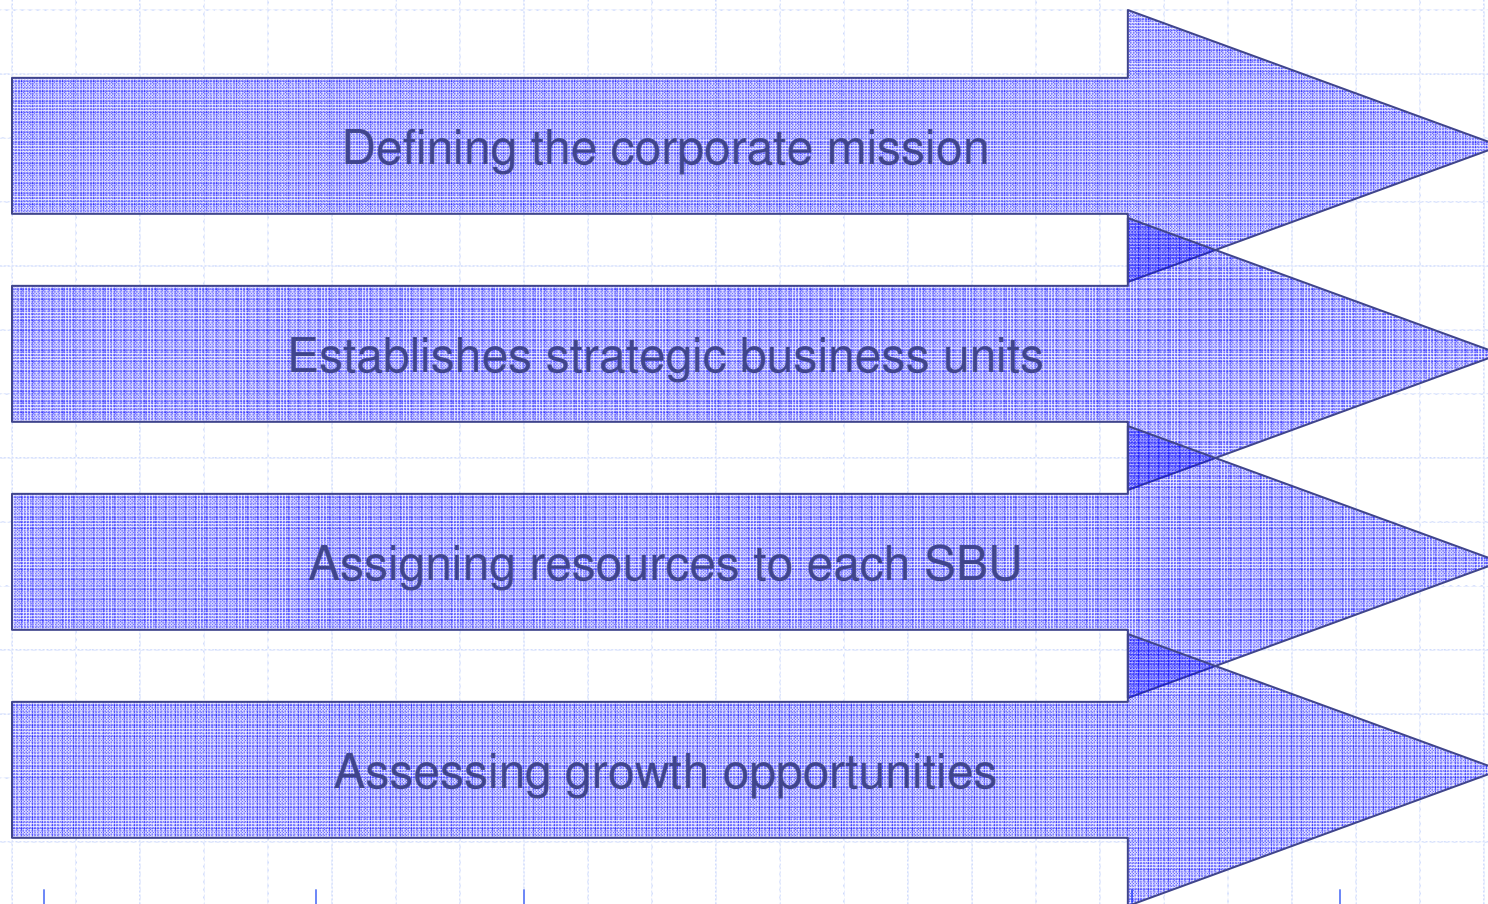 Defining the corporate mission
Establishes strategic business units
Assigning resources to each SBU
Assessing growth opportunities